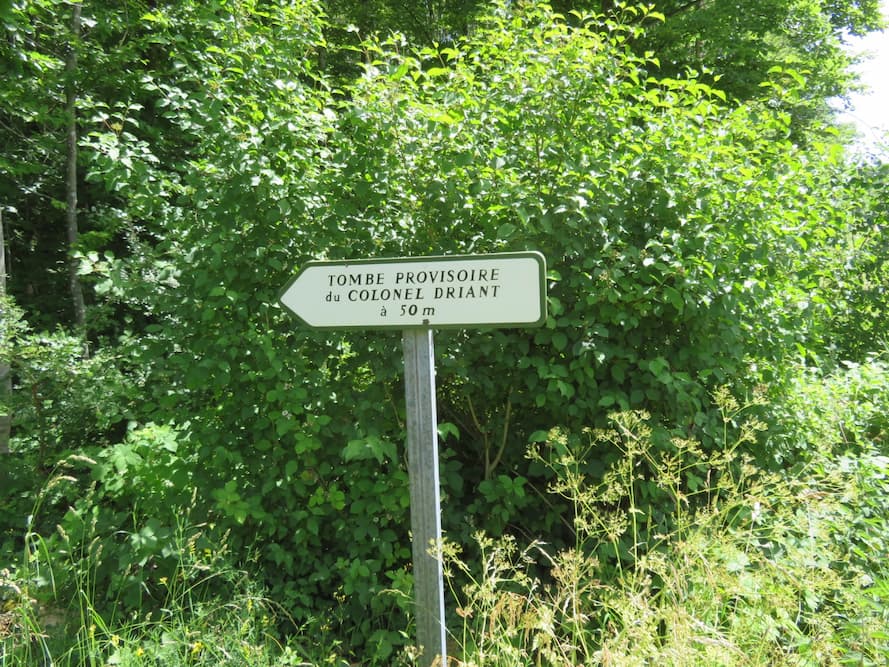 TOMBE PROVISOIRE
du COLONEL DRIANT
à 50 m